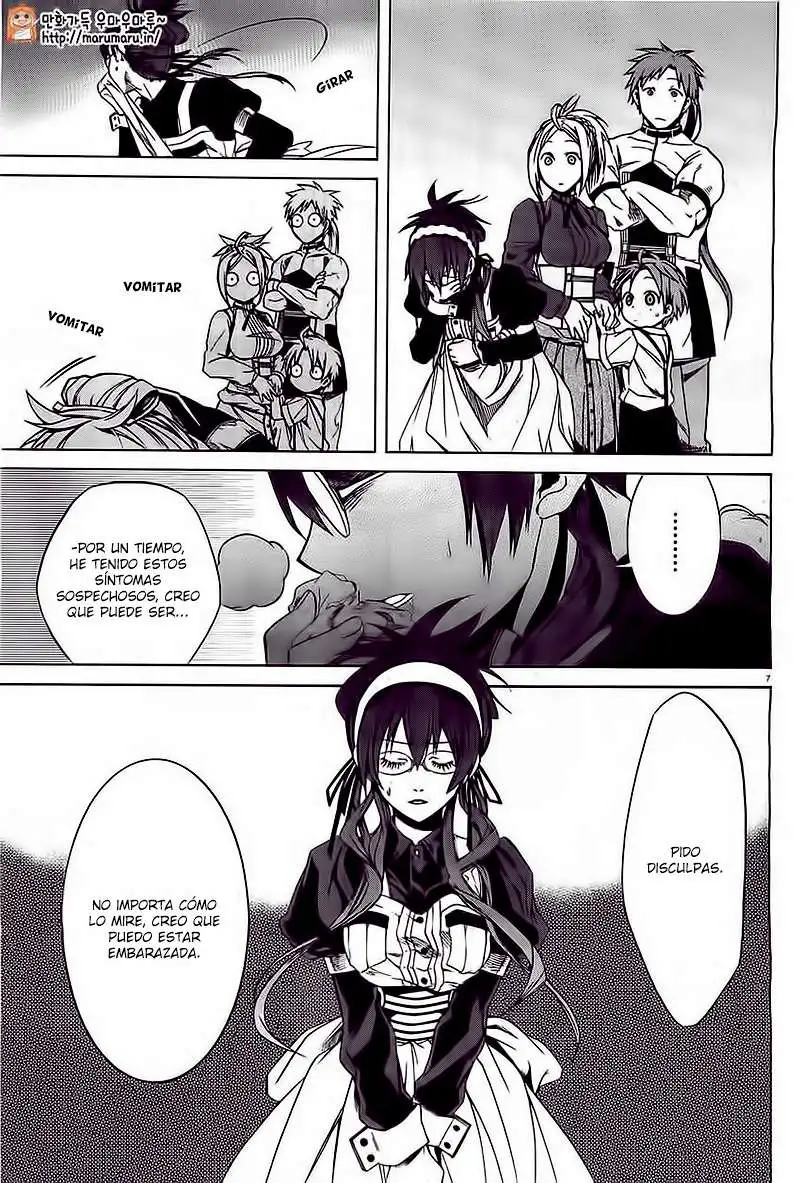 만화가득 우마우마루~
http://marumaru.in/
GIRAR
VOMITAR
VOMITAR
.......
-POR UN TIEMPO,
HE TENIDO ESTOS
SÍNTOMAS
SOSPECHOSOS, CREO
QUE PUEDE SER...
7
PIDO
DISCULPAS.
NO IMPORTA CÓMO
LO MIRE, CREO QUE
PUEDO ESTAR
EMBARAZADA.